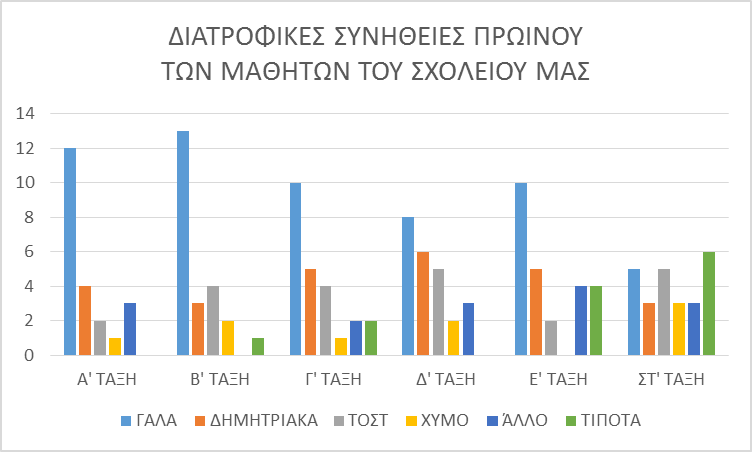 ΔΙΑΤΡΟΦΙΚΕΣ ΣΥΝΗΘΕΙΕΣ ΠΡΩΙΝΟΥ
ΤΩΝ ΜΑΘΗΤΩΝ ΤΟΥ ΣΧΟΛΕΙΟΥ ΜΑΣ
14
12
10
8
6
4
2
0
Α' ΤΑΞΗ Β' ΤΑΞΗ Γ' ΤΑΞΗ Δ' ΤΑΞΗ Ε' ΤΑΞΗ ΣΤ' ΤΑΞΗ
ΓΑΛΑ ΔΗΜΗΤΡΙΑΚΑ ΤΟΣΤ ΧΥΜΟ ΆΛΛΟ ΤΙΠΟΤΑ